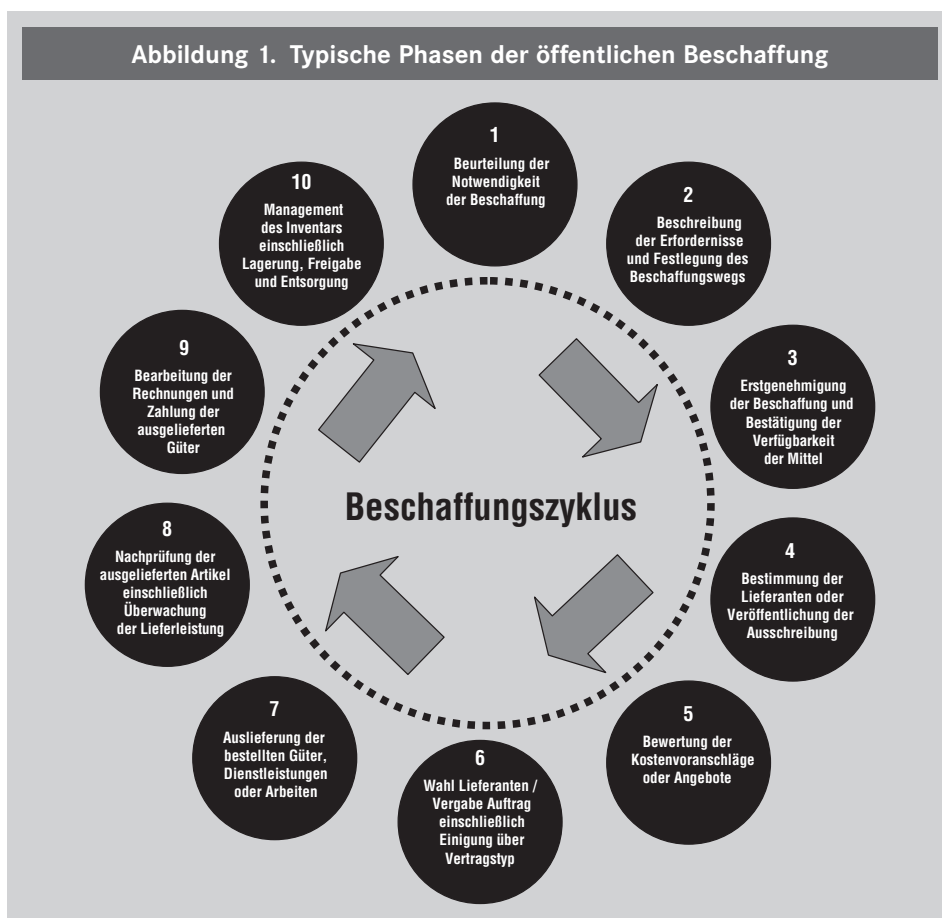 Abbildung 1. Typische Phasen der öffentlichen Beschaffung
1
Beurteilung der
Notwendigkeit
der Beschaffung
2
Beschreibung
der Erfordernisse
und Festlegung des
Beschaffungswegs
3
Erstgenehmigung
der Beschaffung und
Bestätigung der
Verfügbarkeit
der Mittel
4
Bestimmung der
Lieferanten oder
Veröffentlichung der
Ausschreibung
5
Bewertung der
Kostenvoranschläge
oder Angebote
6
Wahl Lieferanten /
Vergabe Auftrag
einschließlich
Einigung über
Vertragstyp
7
Auslieferung der
bestellten Güter,
Dienstleistungen
oder Arbeiten
8
Nachprüfung der
ausgelieferten Artikel
einschließlich
Überwachung
der Lieferleistung
9
Bearbeitung der
Rechnungen und
Zahlung der
ausgelieferten
Güter
10
Management
des Inventars
einschließlich
Lagerung, Freigabe
und Entsorgung
Beschaffungszyklus